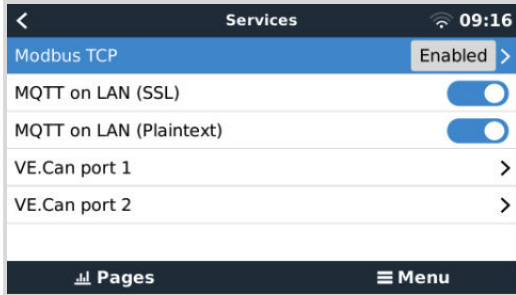 Services 09:16
Modbus TCP Enabled
MQTT on LAN (SSL)
MQTT on LAN (Plaintext)
VE.Can port 1
VE.Can port 2
Pages Menu